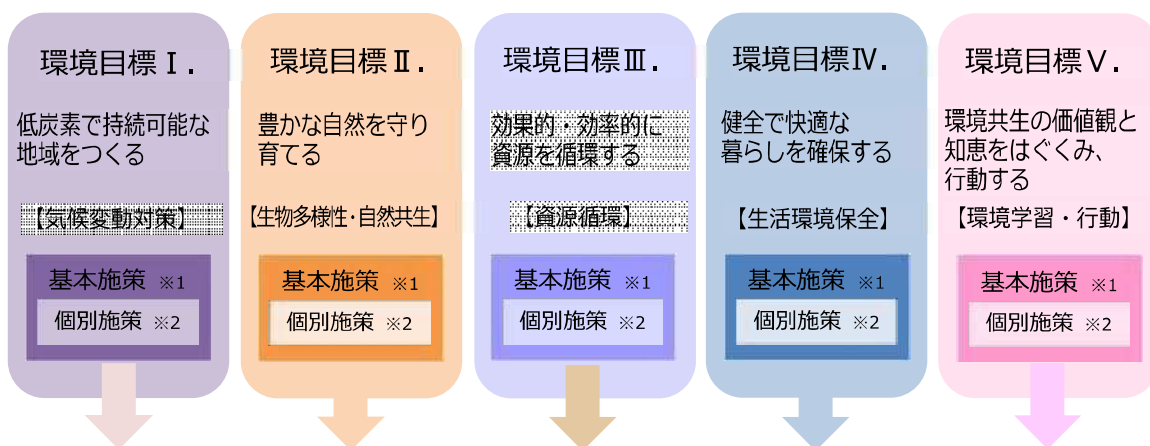 環境目標Ⅰ.
低炭素で持続可能な
地域をつくる
【気候変動対策】
基本施策 ※1
個別施策 ※2
環境目標Ⅱ.
豊かな自然を守り
育てる
【生物多様性・自然共生】
基本施策 ※1
個別施策 ※2
環境目標Ⅲ.
効果的・効率的に
資源を循環する
【資源循環】
基本施策 ※1
個別施策 ※2
環境目標Ⅳ.
健全で快適な
暮らしを確保する
【生活環境保全】
基本施策 ※1
個別施策 ※2
環境目標Ⅴ.
環境共生の価値観と
知恵をはぐくみ、
行動する
【環境学習・行動】
基本施策 ※1
個別施策 ※2